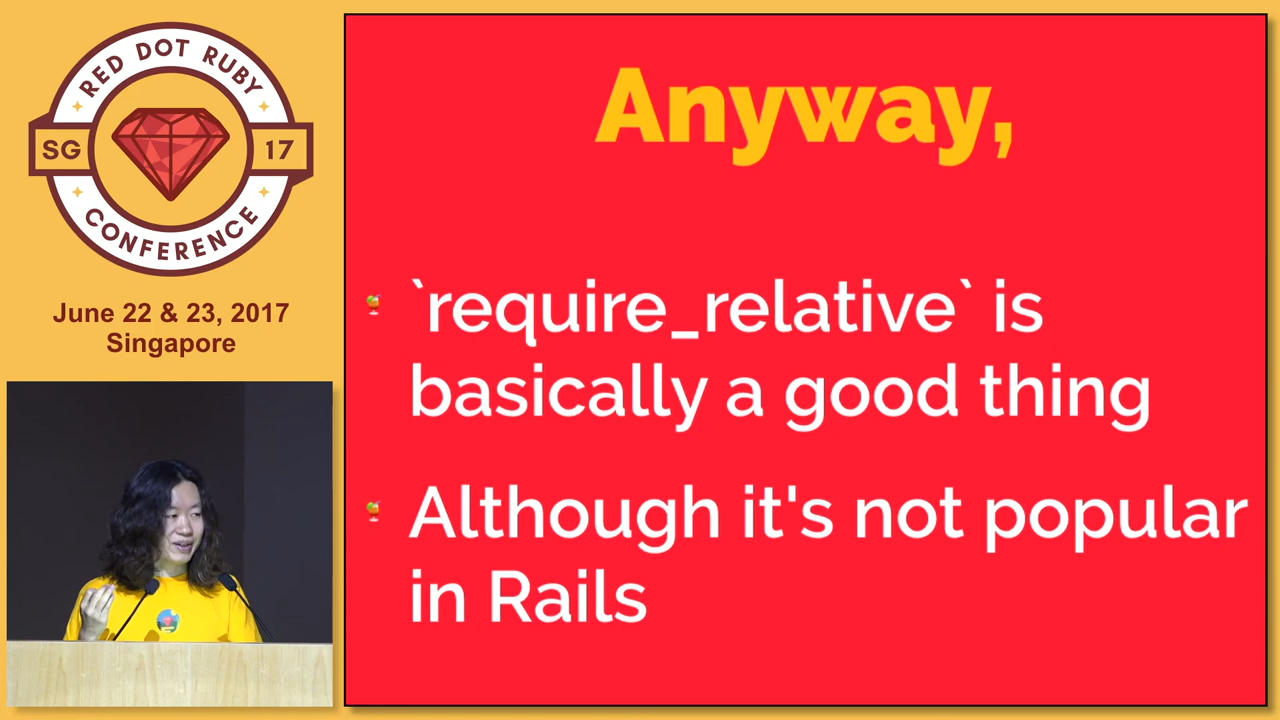 RED DOT RUBY
SG
17
CONFERENCE
June 22 & 23, 2017
Singapore
Anyway,
`require_relative` is
basically a good thing
Although it's not popular
in Rails